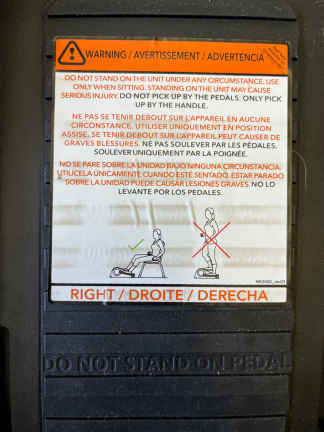 WARNING / AVERTISSEMENT / ADVERTENCIA
DO NOT STAND ON THE UNIT UNDER ANY CIRCUMSTANCE. USE
ONLY WHEN SITTING. STANDING ON THE UNIT MAY CAUSE
SERIOUS INJURY. DO NOT PICK UP BY THE PEDALS. ONLY PICK
UP BY THE HANDLE.
NE PAS SE TENIR DEBOUT SUR L'APPAREIL EN AUCUNE
CIRCONSTANCE. UTILISER UNIQUEMENT EN POSITION
ASSISE. SE TENIR DEBOUT SUR L'APPAREIL PEUT CAUSER DE
GRAVES BLESSURES. NE PAS SOULEVER PAR LES PÉDALES.
SOULEVER UNIQUEMENT PAR LA POIGNÉE.
NO SE PARE SOBRE LA UNIDAD BAJO NINGUNA CIRCUNSTANCIA.
UTILÍCELA ÚNICAMENTE CUANDO ESTÉ SENTADO. ESTAR PARADO
SOBRE LA UNIDAD PUEDE CAUSAR LESIONES GRAVES. NO LO
LEVANTE POR LOS PEDALES.
RIGHT / DROITE / DERECHA
DO NOT STAND ON PEDAL